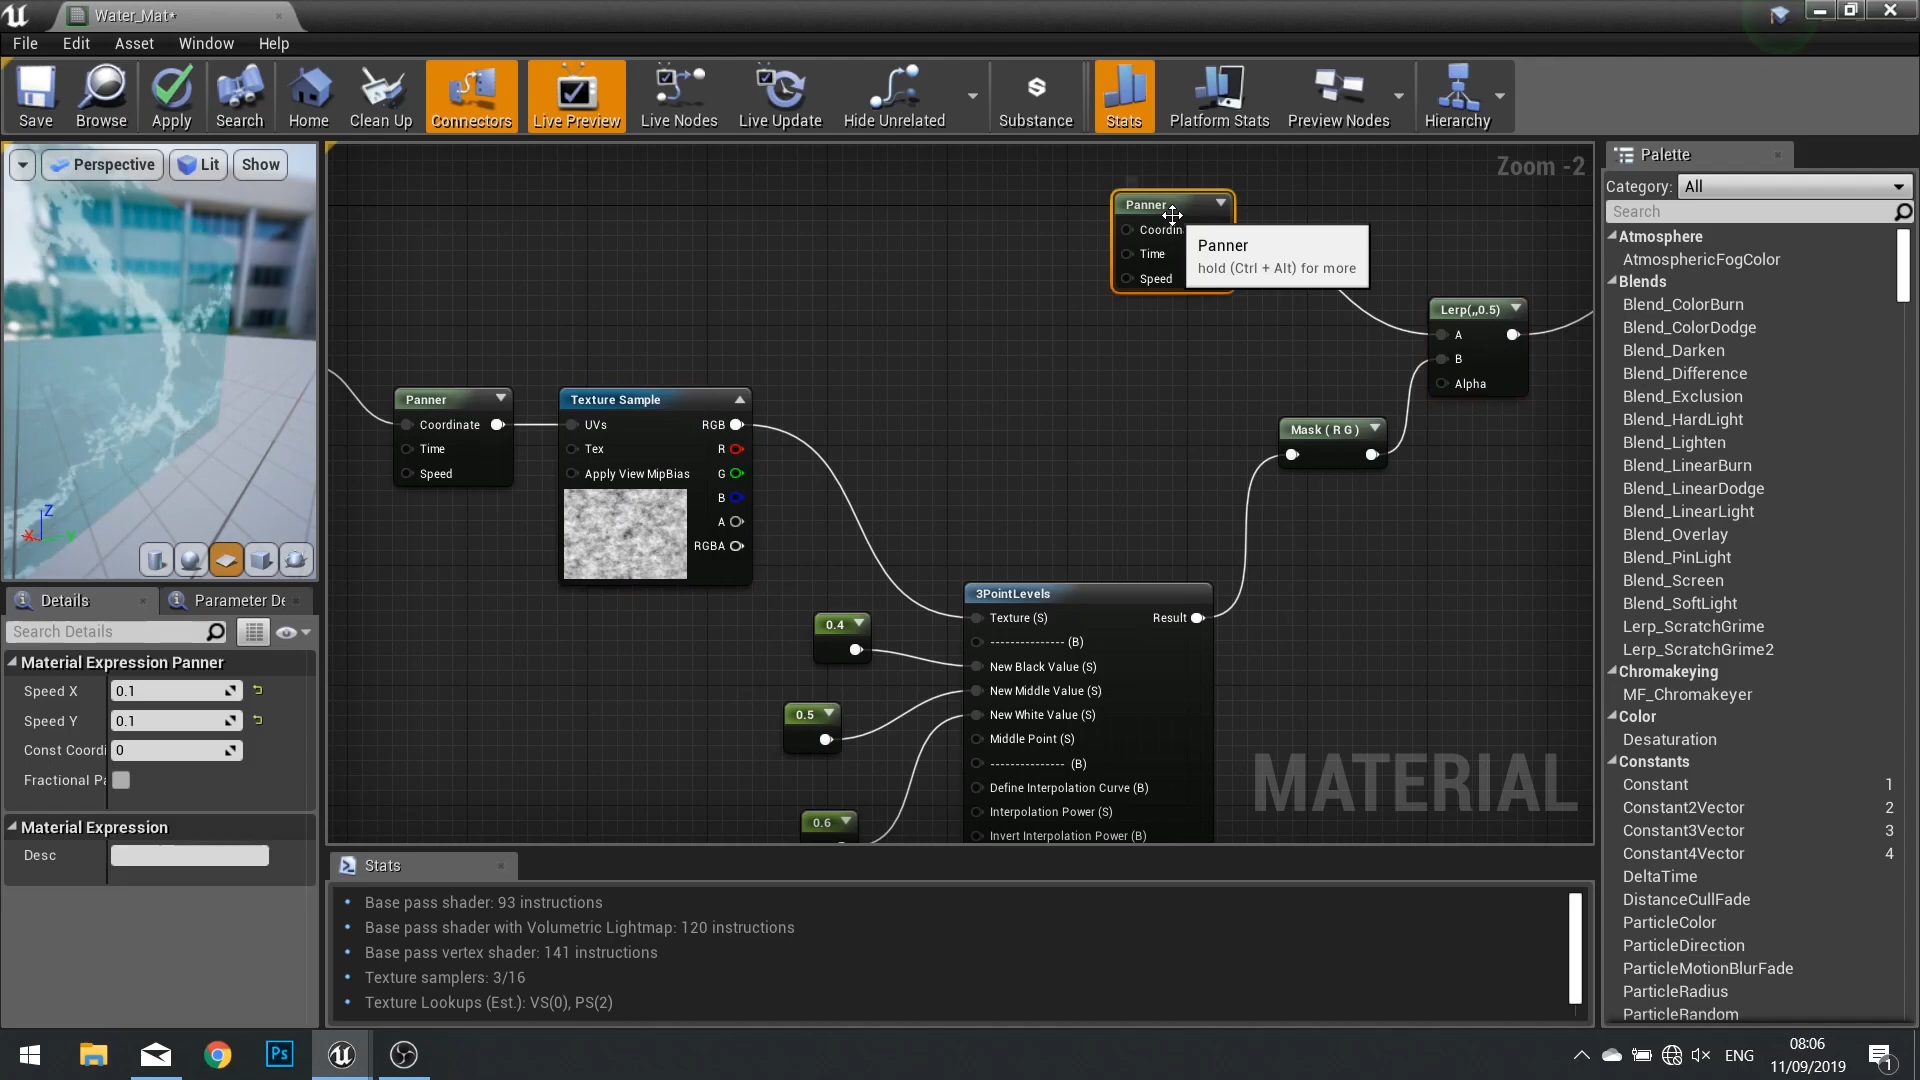 Water_Mat*
File Edit Asset Window Help
Save Browse Apply Search Home Clean Up Connectors Live Preview Live Nodes Live Update Hide Unrelated Substance Stats Platform Stats Preview Nodes Hierarchy
Perspective Lit Show
Z
X
Y
Details
Parameter De
Search Details
Material Expression Panner
Speed X 0.1
Speed Y 0.1
Const Coordi 0
Fractional Pa
Material Expression
Desc
Zoom -2
Panner
Coordin
Time
Speed
Panner
hold (Ctrl + Alt) for more
Lerp(,,0.5)
A
B
Alpha
Panner
Coordinate
Time
Speed
Texture Sample
UVs RGB
Tex R
Apply View MipBias G
B
A
RGBA
Mask ( R G )
3PointLevels
Texture (S) Result
--------------- (B)
New Black Value (S)
New Middle Value (S)
New White Value (S)
Middle Point (S)
--------------- (B)
Define Interpolation Curve (B)
Interpolation Power (S)
Invert Interpolation Power (B)
0.4
0.5
0.6
MATERIAL
Stats
Base pass shader: 93 instructions
Base pass shader with Volumetric Lightmap: 120 instructions
Base pass vertex shader: 141 instructions
Texture samplers: 3/16
Texture Lookups (Est.): VS(0), PS(2)
Palette
Category: All
Search
Atmosphere
AtmosphericFogColor
Blends
Blend_ColorBurn
Blend_ColorDodge
Blend_Darken
Blend_Difference
Blend_Exclusion
Blend_HardLight
Blend_Lighten
Blend_LinearBurn
Blend_LinearDodge
Blend_LinearLight
Blend_Overlay
Blend_PinLight
Blend_Screen
Blend_SoftLight
Lerp_ScratchGrime
Lerp_ScratchGrime2
Chromakeying
MF_Chromakeyer
Color
Desaturation
Constants
Constant 1
Constant2Vector 2
Constant3Vector 3
Constant4Vector 4
DeltaTime
DistanceCullFade
ParticleColor
ParticleDirection
ParticleMotionBlurFade
ParticleRadius
ParticleRandom
Ps
ENG
08:06
11/09/2019
1